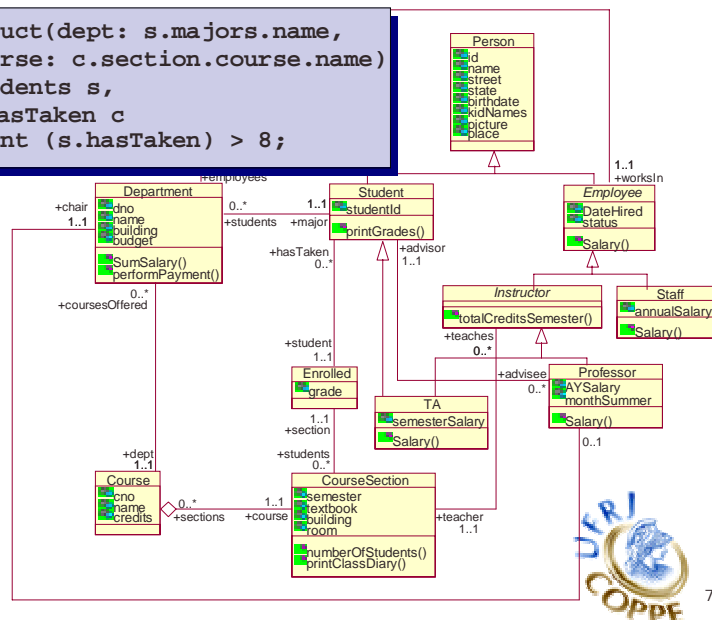 uct(dept: s.majors.name,
rse: c.section.course.name)
dents s,
asTaken c
nt (s.hasTaken) > 8;
Person
id
name
street
state
birthdate
kidNames
picture
place
1..1
+worksIn
+employees
Department
dno
name
building
budget
SumSalary()
performPayment()
+chair
1..1
0..*
+students
1..1
+major
Student
studentId
printGrades()
Employee
DateHired
status
Salary()
+hasTaken
0..*
+advisor
1..1
0..*
+coursesOffered
Instructor
totalCreditsSemester()
Staff
annualSalary
Salary()
+teaches
0..*
+student
1..1
Enrolled
grade
+advisee
0..*
Professor
AYSalary
monthSummer
Salary()
TA
semesterSalary
Salary()
1..1
+section
0..1
+students
0..*
+dept
1..1
Course
cno
name
credits
0..*
+sections
1..1
+course
CourseSection
semester
textbook
building
room
numberOfStudents()
printClassDiary()
+teacher
1..1
UFRJ
COPPE
7